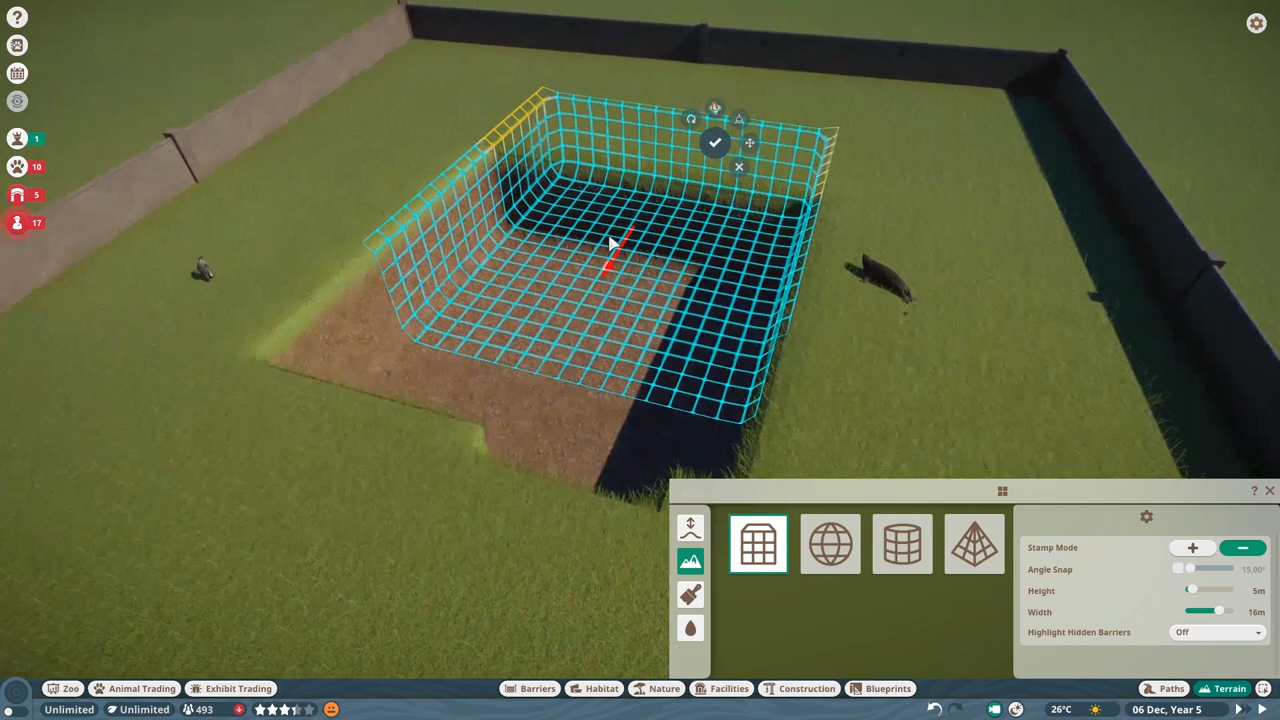 ?
1
10
5
17
?
Stamp Mode
Angle Snap 15.00°
Height 5m
Width 16m
Highlight Hidden Barriers Off
Zoo Animal Trading Exhibit Trading Barriers Habitat Nature Facilities Construction Blueprints Paths Terrain
Unlimited Unlimited 493 26°C 06 Dec, Year 5